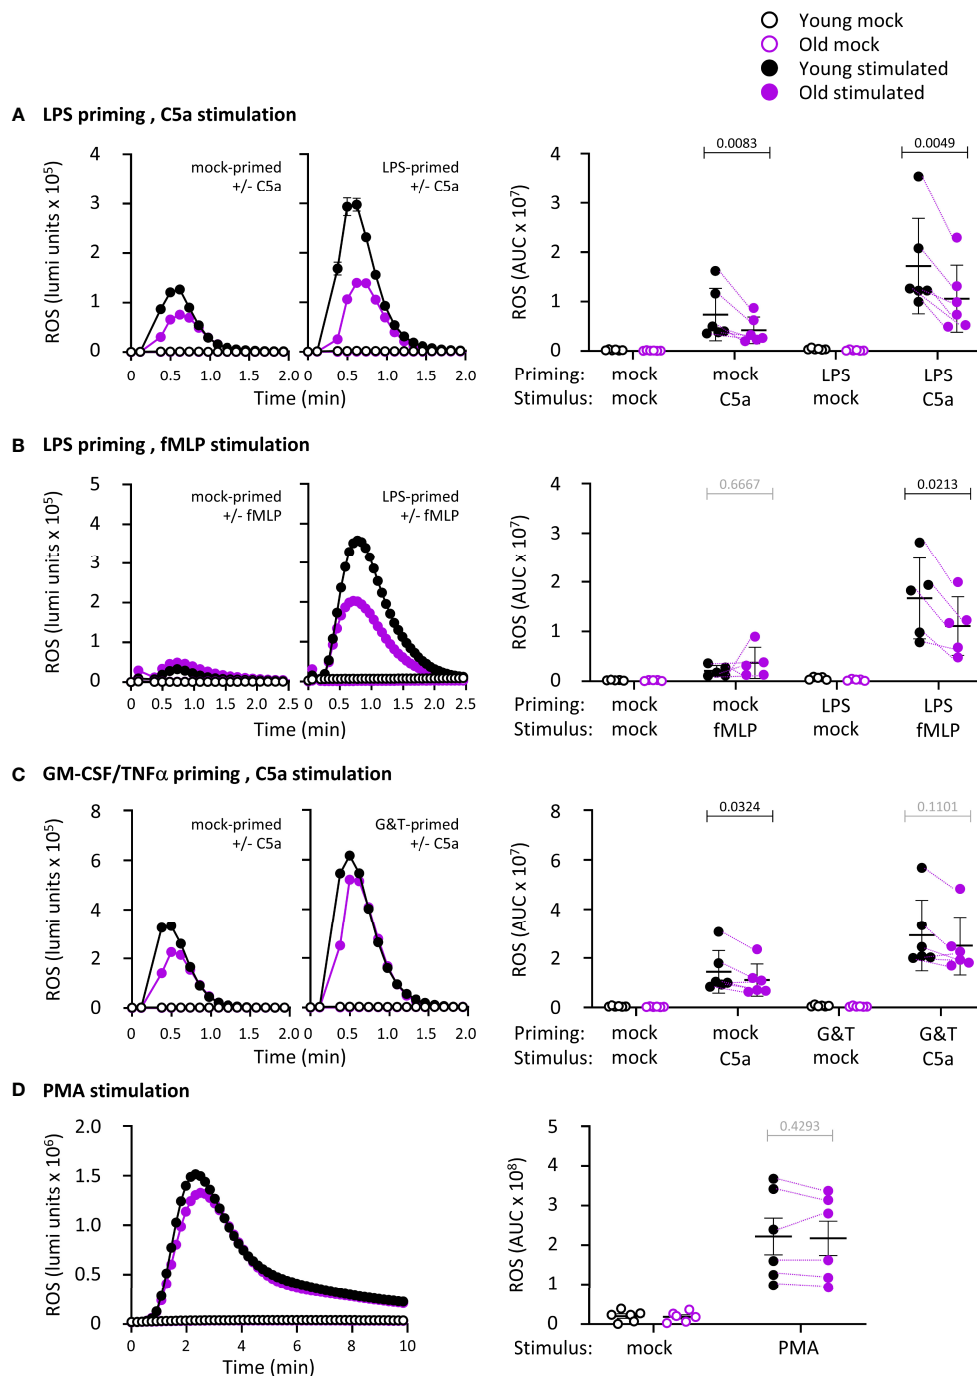 Young mock
Old mock
Young stimulated
Old stimulated
A LPS priming , C5a stimulation
ROS (lumi units x 10⁵)
4
3
2
1
0
mock-primed
+/- C5a
LPS-primed
+/- C5a
0 0.5 1.0 1.5 2.0 0 0.5 1.0 1.5 2.0
Time (min)
ROS (AUC x 10⁷)
4
3
2
1
0
0.0083
0.0049
Priming: mock mock LPS LPS
Stimulus: mock C5a mock C5a
B LPS priming , fMLP stimulation
ROS (lumi units x 10⁵)
5
4
3
2
1
0
mock-primed
+/- fMLP
LPS-primed
+/- fMLP
0 0.5 1.0 1.5 2.0 2.5 0 0.5 1.0 1.5 2.0 2.5
Time (min)
ROS (AUC x 10⁷)
4
3
2
1
0
0.6667
0.0213
Priming: mock mock LPS LPS
Stimulus: mock fMLP mock fMLP
C GM-CSF/TNFα priming , C5a stimulation
ROS (lumi units x 10⁵)
8
6
4
2
0
mock-primed
+/- C5a
G&T-primed
+/- C5a
0 0.5 1.0 1.5 2.0 0 0.5 1.0 1.5 2.0
Time (min)
ROS (AUC x 10⁷)
8
6
4
2
0
0.0324
0.1101
Priming: mock mock G&T G&T
Stimulus: mock C5a mock C5a
D PMA stimulation
ROS (lumi units x 10⁶)
2.0
1.5
1.0
0.5
0
0 2 4 6 8 10
Time (min)
ROS (AUC x 10⁸)
5
4
3
2
1
0
0.4293
Stimulus: mock PMA